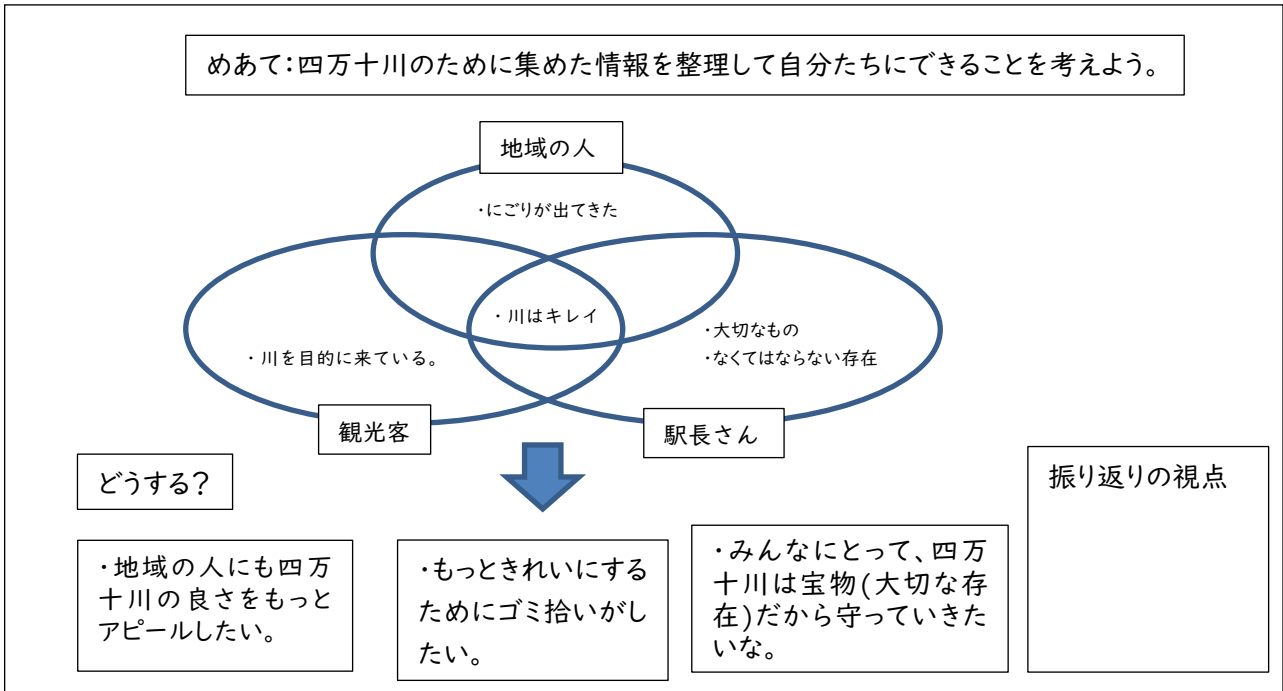 めあて:四万十川のために集めた情報を整理して自分たちにできることを考えよう。
地域の人
・にごりが出てきた
・川はキレイ
・大切なもの
・なくてはならない存在
・川を目的に来ている。
観光客
駅長さん
どうする?
振り返りの視点
・地域の人にも四万
十川の良さをもっと
アピールしたい。
・もっときれいにする
ためにゴミ拾いがし
たい。
・みんなにとって、四万
十川は宝物(大切な存
在)だから守っていきた
いな。